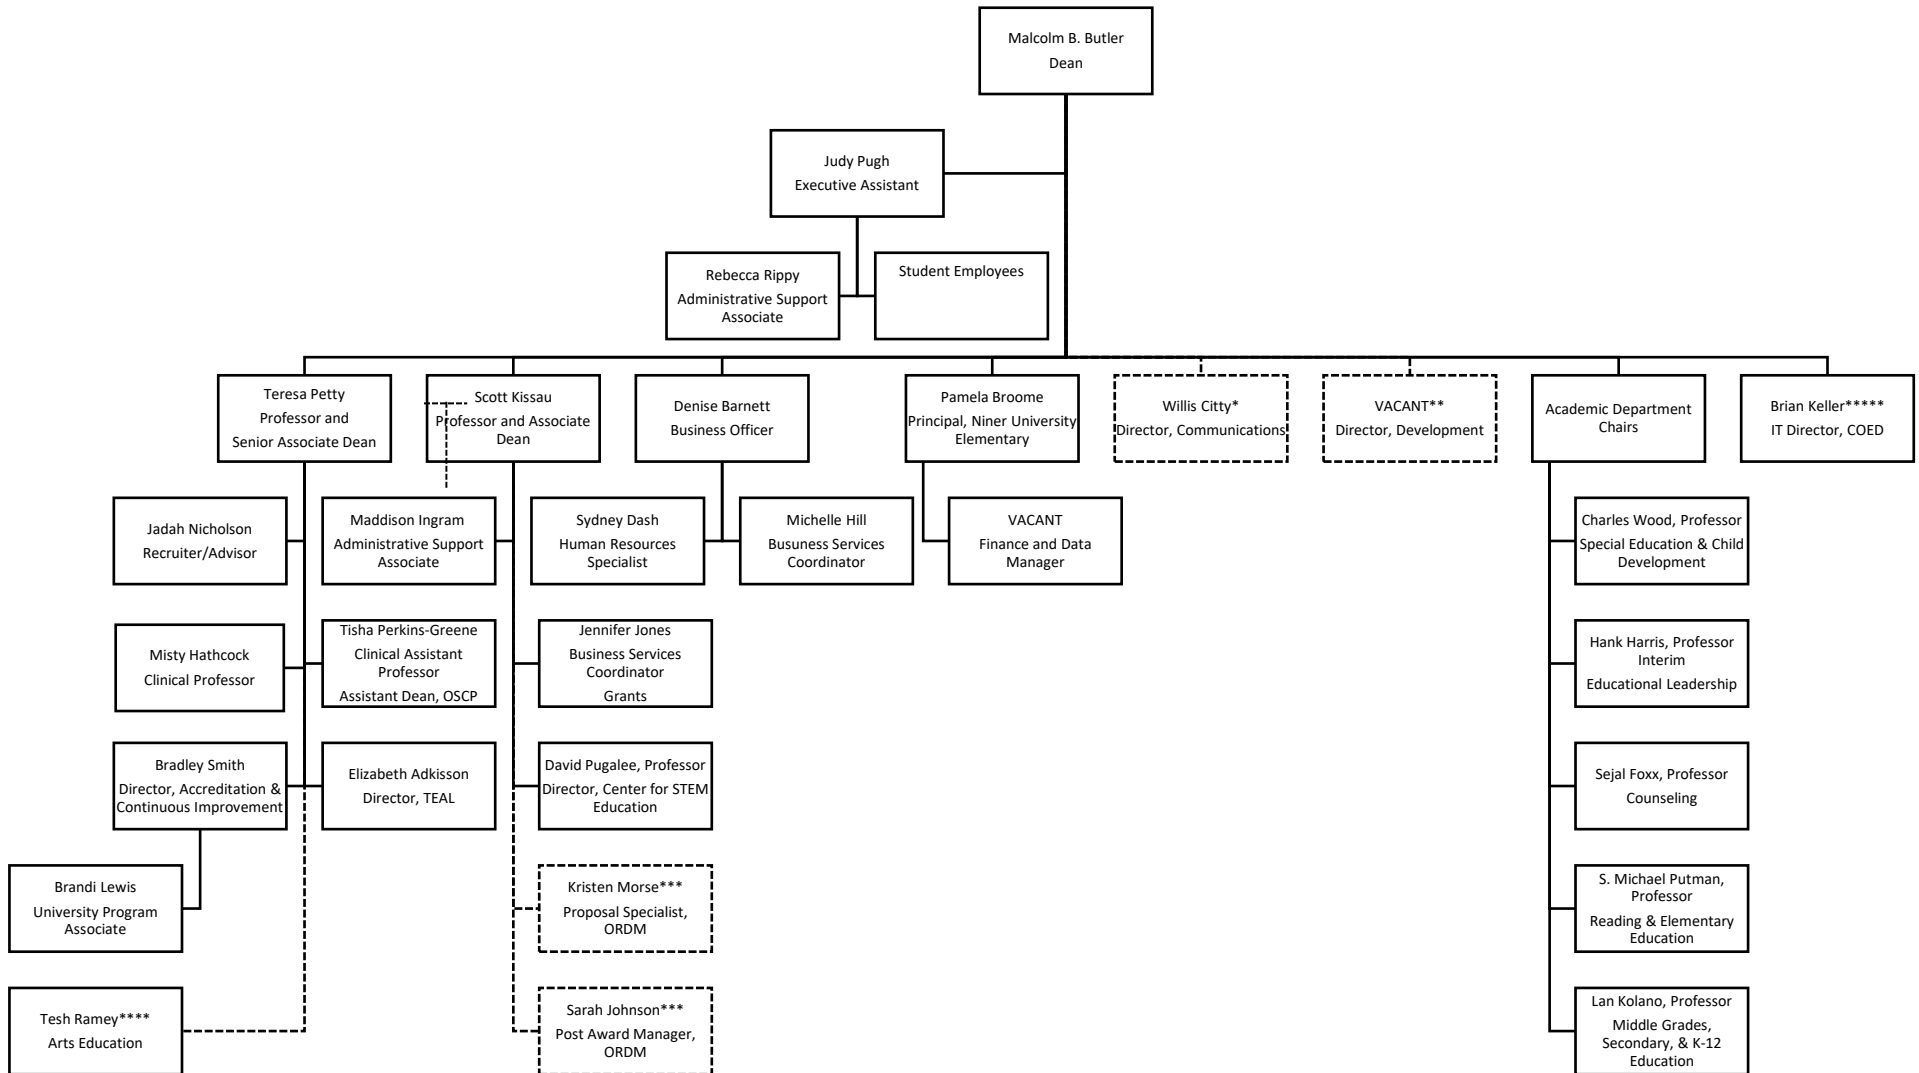 Malcolm B. Butler
Dean
Judy Pugh
Executive Assistant
Rebecca Rippy
Administrative Support
Associate
Student Employees
Teresa Petty
Professor and
Senior Associate Dean
Scott Kissau
Professor and Associate
Dean
Denise Barnett
Business Officer
Pamela Broome
Principal, Niner University
Elementary
Willis Citty*
Director, Communications
VACANT**
Director, Development
Academic Department
Chairs
Brian Keller*****
IT Director, COED
Jadah Nicholson
Recruiter/Advisor
Maddison Ingram
Administrative Support
Associate
Sydney Dash
Human Resources
Specialist
Michelle Hill
Busuness Services
Coordinator
VACANT
Finance and Data
Manager
Charles Wood, Professor
Special Education & Child
Development
Misty Hathcock
Clinical Professor
Tisha Perkins-Greene
Clinical Assistant
Professor
Assistant Dean, OSCP
Jennifer Jones
Business Services
Coordinator
Grants
Hank Harris, Professor
Interim
Educational Leadership
Bradley Smith
Director, Accreditation &
Continuous Improvement
Elizabeth Adkisson
Director, TEAL
David Pugalee, Professor
Director, Center for STEM
Education
Sejal Foxx, Professor
Counseling
Brandi Lewis
University Program
Associate
Kristen Morse***
Proposal Specialist,
ORDM
S. Michael Putman,
Professor
Reading & Elementary
Education
Tesh Ramey****
Arts Education
Sarah Johnson***
Post Award Manager,
ORDM
Lan Kolano, Professor
Middle Grades,
Secondary, & K-12
Education